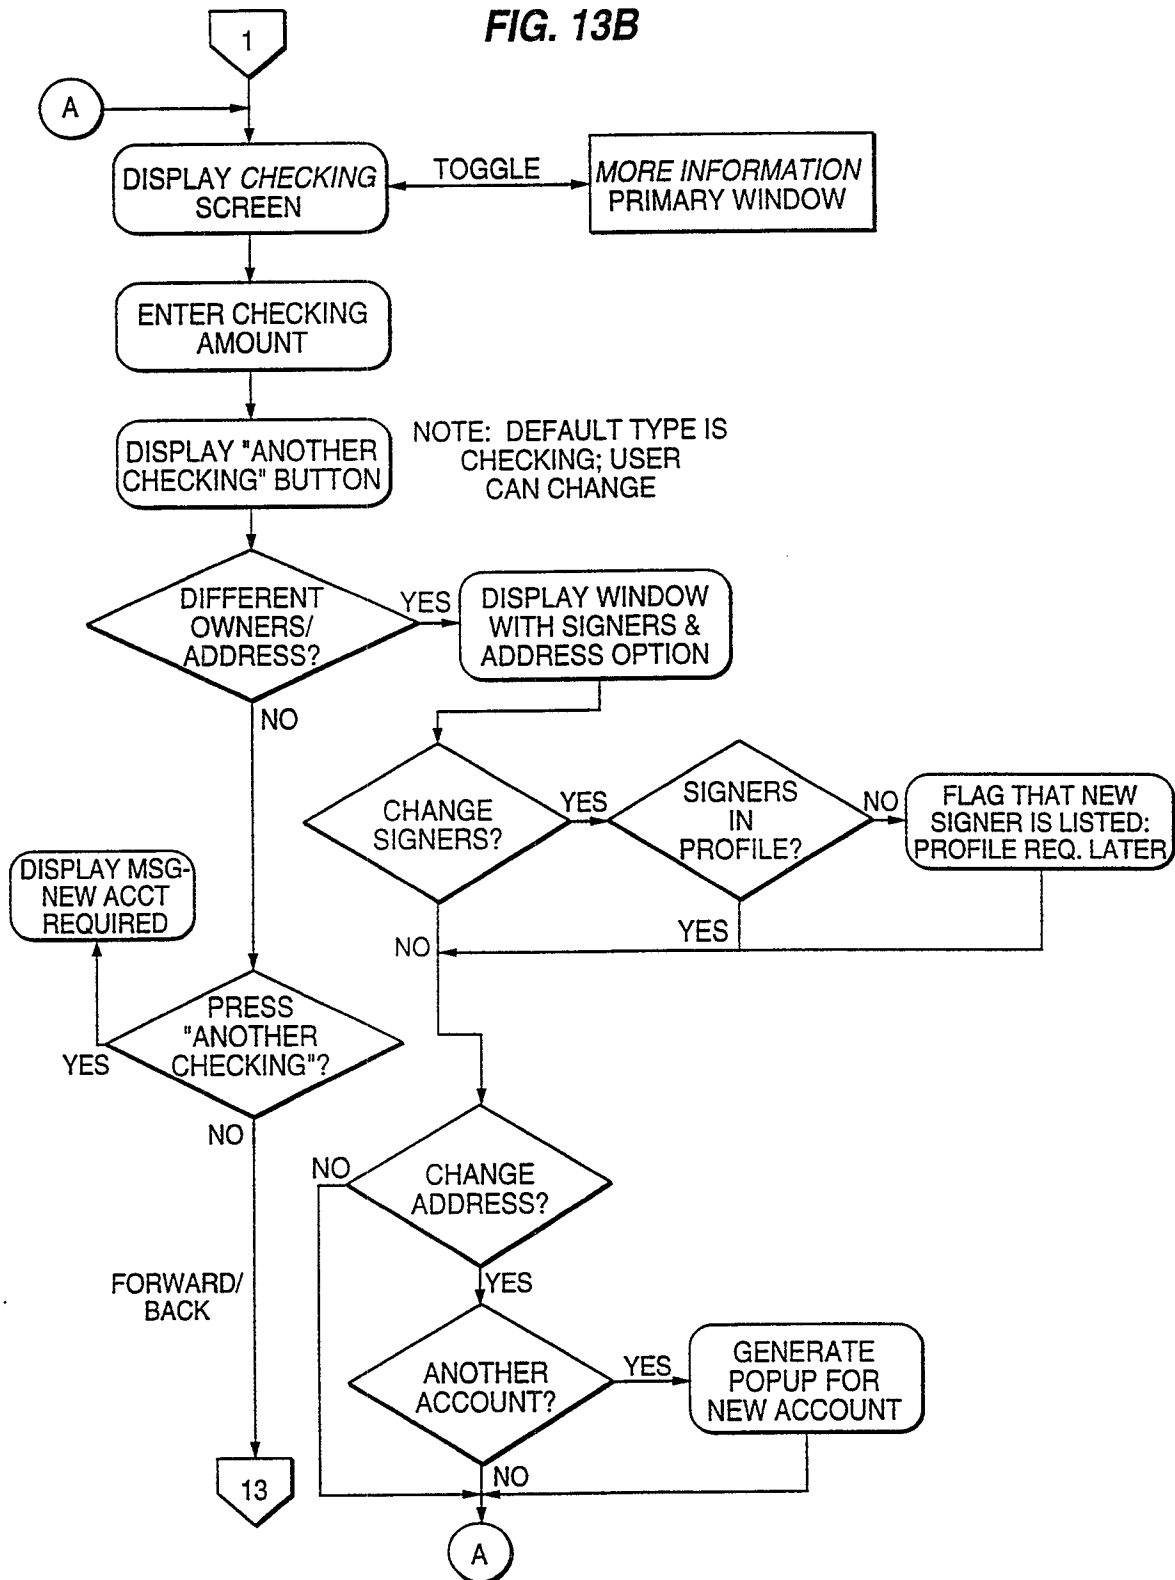 FIG. 13B
1
A
DISPLAY CHECKING
SCREEN
TOGGLE
MORE INFORMATION
PRIMARY WINDOW
ENTER CHECKING
AMOUNT
DISPLAY "ANOTHER
CHECKING" BUTTON
NOTE: DEFAULT TYPE IS
CHECKING; USER
CAN CHANGE
DIFFERENT
OWNERS/
ADDRESS?
YES
DISPLAY WINDOW
WITH SIGNERS &
ADDRESS OPTION
NO
CHANGE
SIGNERS?
YES
SIGNERS
IN
PROFILE?
NO
FLAG THAT NEW
SIGNER IS LISTED:
PROFILE REQ. LATER
DISPLAY MSG-
NEW ACCT
REQUIRED
NO
YES
PRESS
"ANOTHER
CHECKING"?
YES
NO
NO
CHANGE
ADDRESS?
YES
FORWARD/
BACK
ANOTHER
ACCOUNT?
YES
GENERATE
POPUP FOR
NEW ACCOUNT
NO
13
A